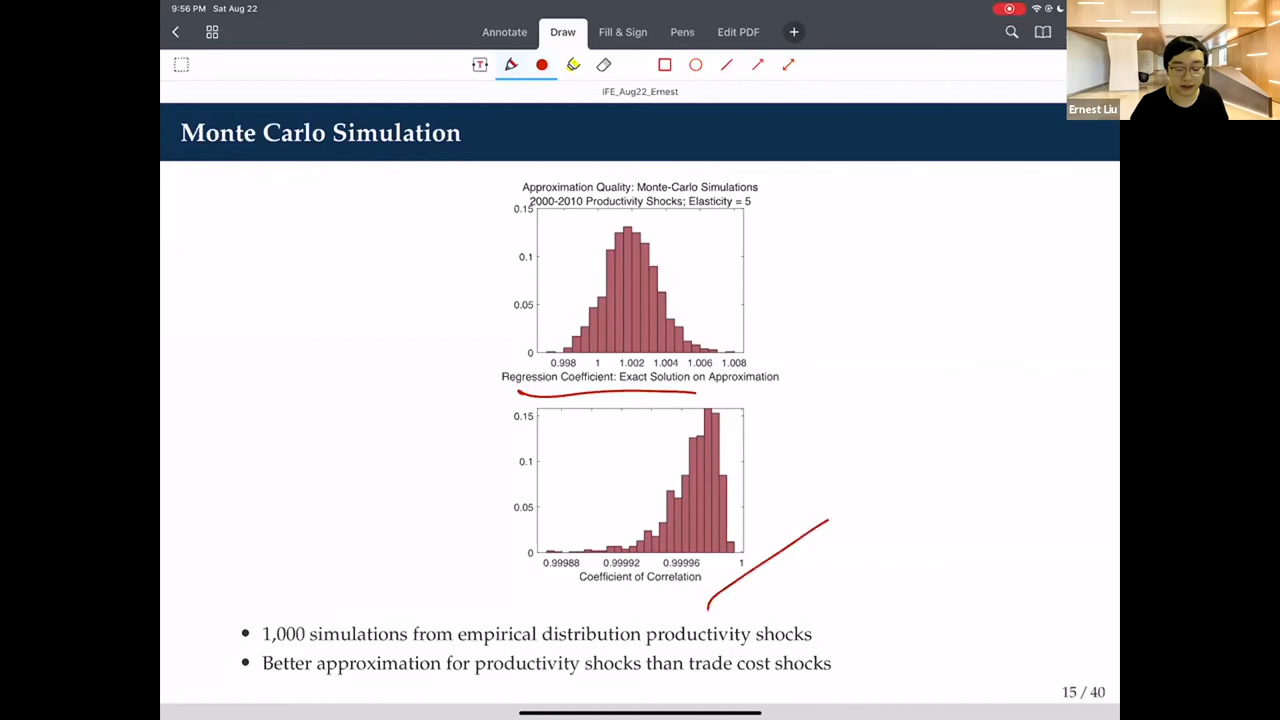 9:56 PM Sat Aug 22
Annotate Draw Fill & Sign Pens Edit PDF
T
IFE_Aug22_Ernest
Ernest Liu
Monte Carlo Simulation
Approximation Quality: Monte-Carlo Simulations
2000-2010 Productivity Shocks; Elasticity = 5
0.15
0.1
0.05
0
0.998 1 1.002 1.004 1.006 1.008
Regression Coefficient: Exact Solution on Approximation
0.15
0.1
0.05
0
0.99988 0.99992 0.99996 1
Coefficient of Correlation
• 1,000 simulations from empirical distribution productivity shocks
• Better approximation for productivity shocks than trade cost shocks
15 / 40